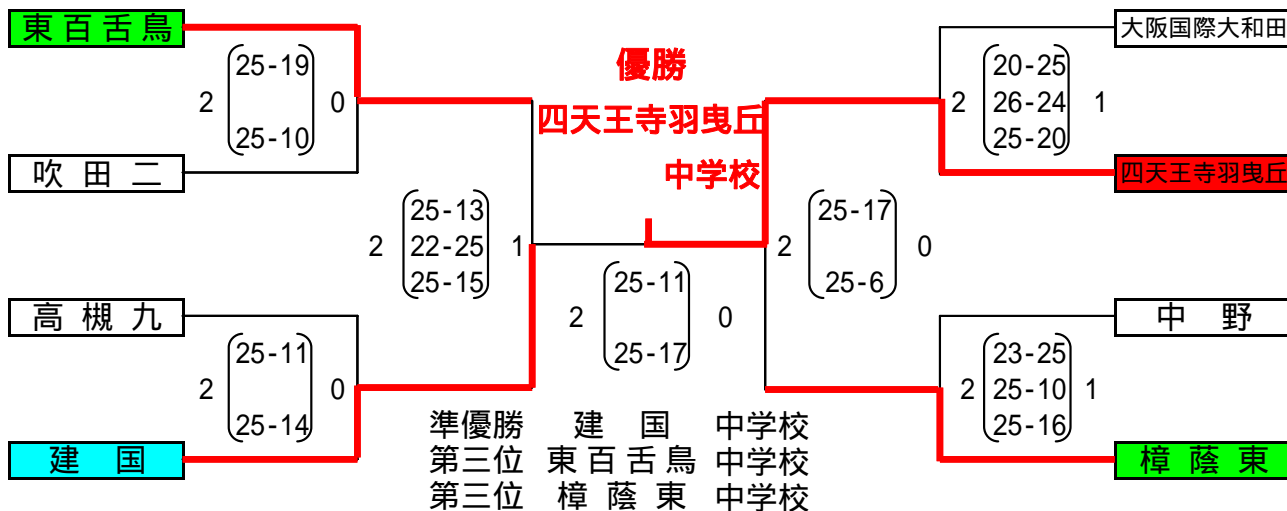 東百舌鳥
大阪国際大和田
優勝
四天王寺羽曳丘
中学校
2
25-19
25-10
0
2
20-25
26-24
25-20
1
吹田二
四天王寺羽曳丘
2
25-13
22-25
25-15
1
2
25-17
25-6
0
2
25-11
25-17
0
高槻九
中野
2
25-11
25-14
0
2
23-25
25-10
25-16
1
建国
樟蔭東
準優勝 建国 中学校
第三位 東百舌鳥 中学校
第三位 樟蔭東 中学校